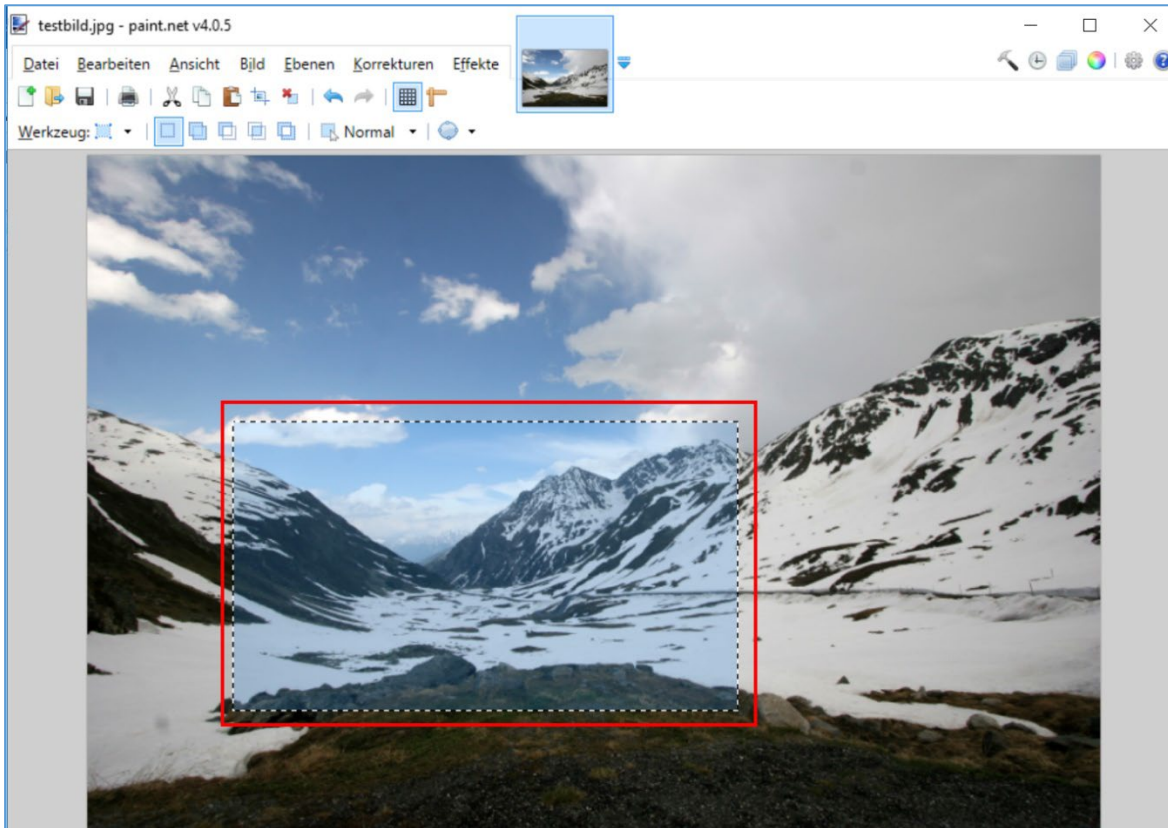 testbild.jpg - paint.net v4.0.5
Datei Bearbeiten Ansicht Bild Ebenen Korrekturen Effekte
Werkzeug: Normal